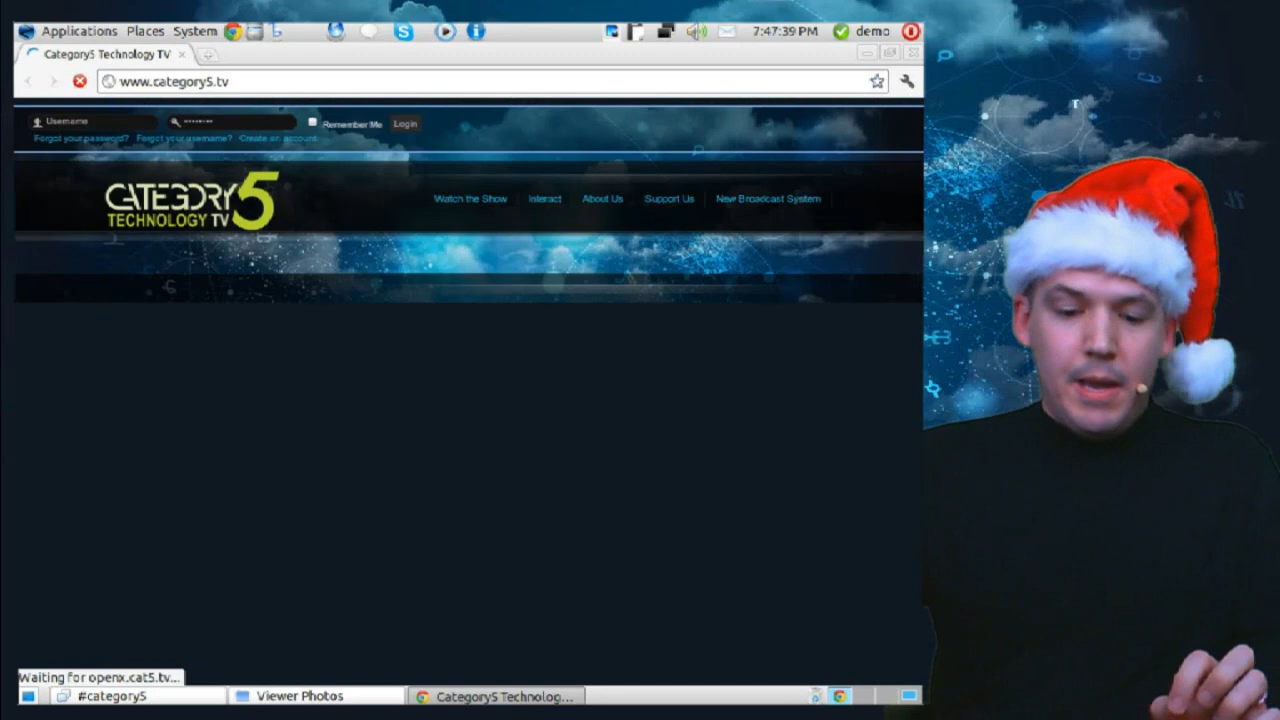 Applications Places System 7:47:39 PM demo
Category5 Technology TV
www.category5.tv
Username ******** Remember Me Login
Forgot your password? Forgot your username? Create an account
CATEGORY 5
TECHNOLOGY TV
Watch the Show Interact About Us Support Us New Broadcast System
Waiting for openx.cat5.tv...
#category5 Viewer Photos Category5 Technolog...